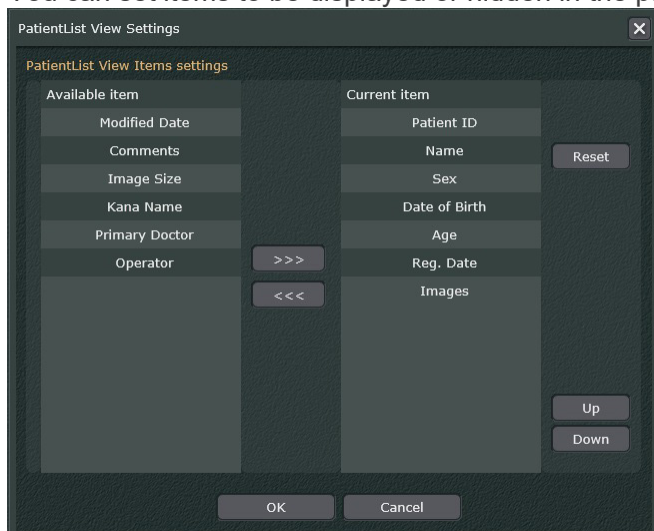 PatientList View Settings
PatientList View Items settings
Available item
Current item
Modified Date
Patient ID
Comments
Name
Reset
Image Size
Sex
Kana Name
Date of Birth
Primary Doctor
Age
Operator
>>>
Reg. Date
<<<
Images
Up
Down
OK
Cancel